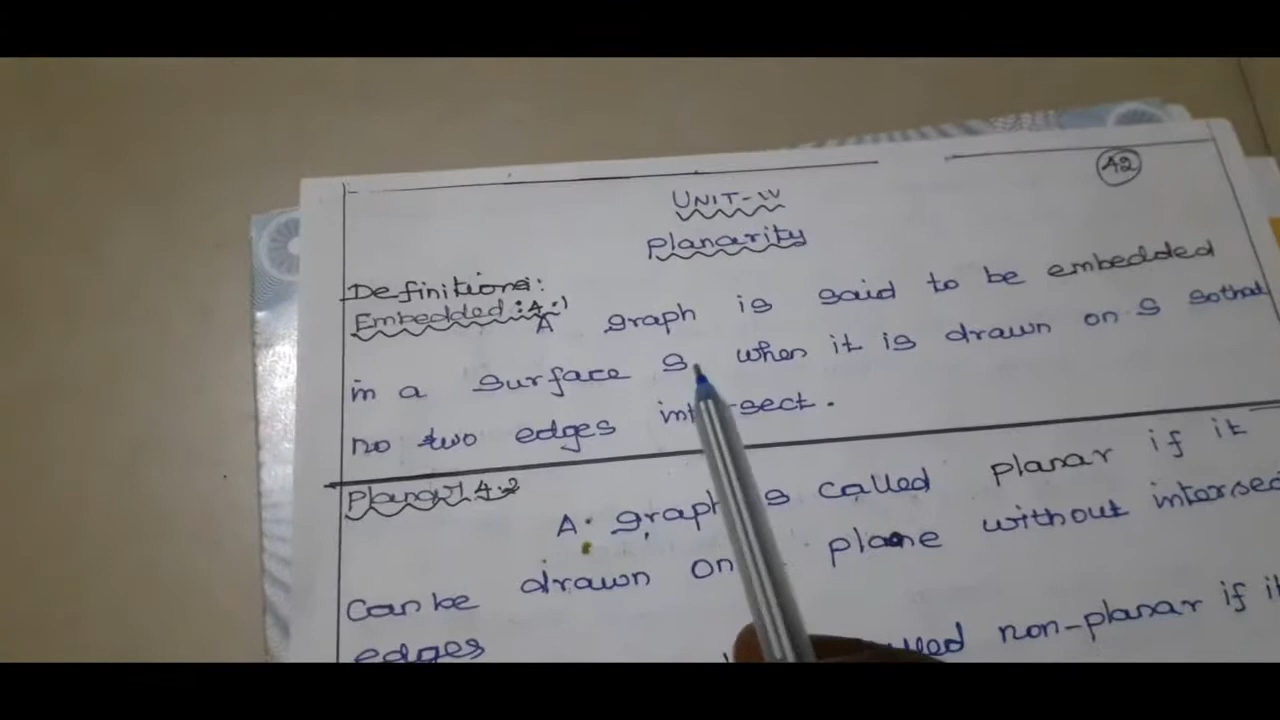 42
UNIT-IV
Planarity
Definitions:
Embedded: 4.1
A graph is said to be embedded
in a surface S when it is drawn on S so that
no two edges intersect.
Planar 4.2
A graph is called planar if it
can be drawn on plane without
edges non-planar if it